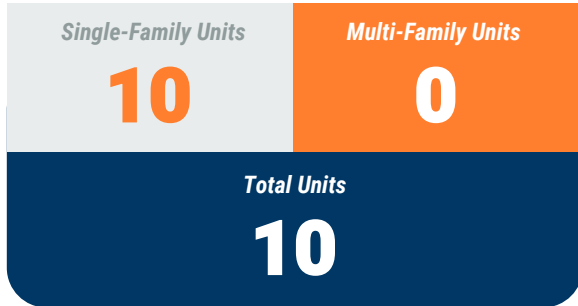 Single-Family Units
Multi-Family Units
10
0
Total Units
10